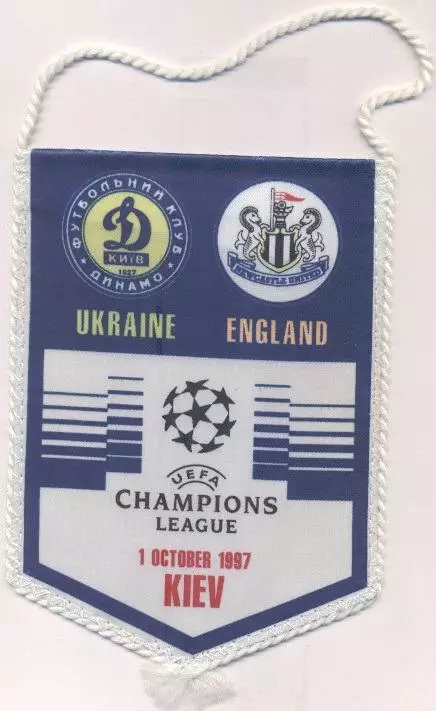 ФУТБОЛЬНИЙ КЛУБ
Д
КИЇВ
1927
ДИНАМО
NEWCASTLE UNITED
UKRAINE ENGLAND
UEFA
CHAMPIONS
LEAGUE
1 OCTOBER 1997
KIEV